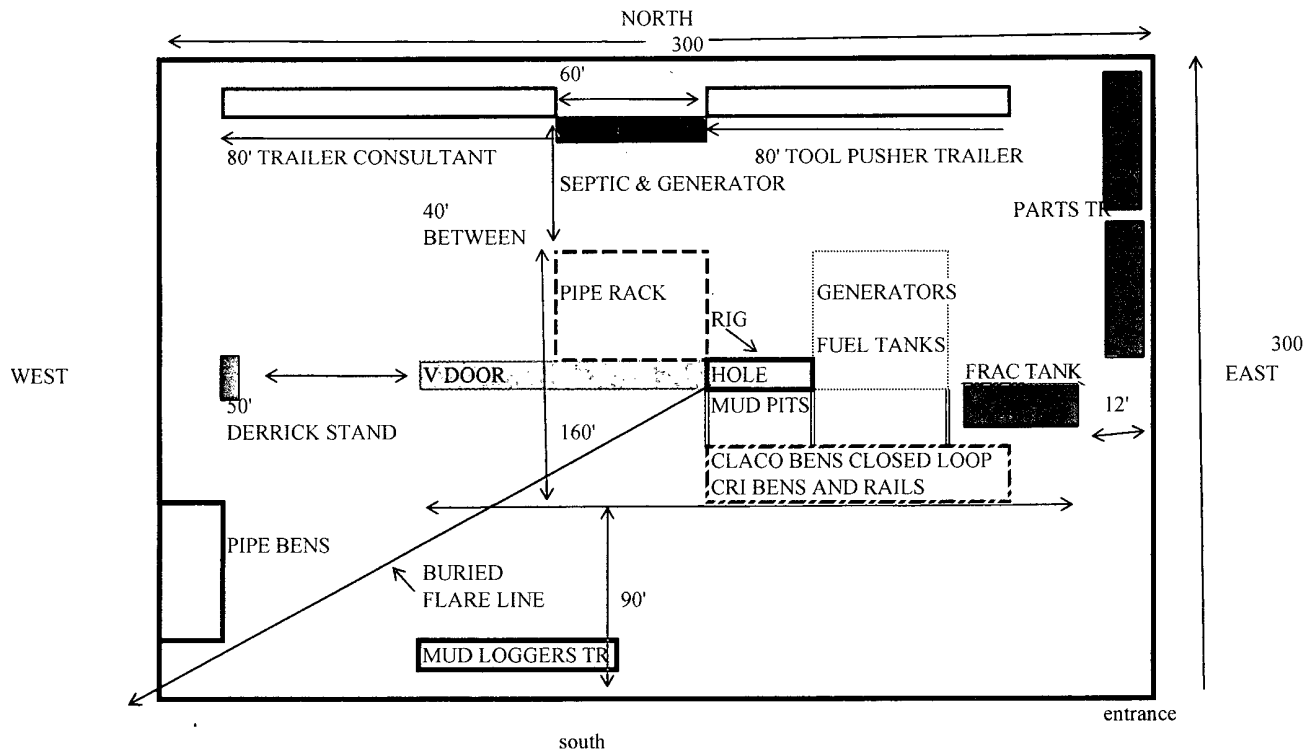 NORTH
300
60'
80' TRAILER CONSULTANT
80' TOOL PUSHER TRAILER
SEPTIC & GENERATOR
40'
BETWEEN
PARTS TR
PIPE RACK
GENERATORS
RIG
FUEL TANKS
300
WEST
V DOOR
HOLE
FRAC TANK
EAST
50'
MUD PITS
12'
DERRICK STAND
160'
CLACO BENS CLOSED LOOP
CRI BENS AND RAILS
PIPE BENS
BURIED
FLARE LINE
90'
MUD LOGGERS TR
entrance
south